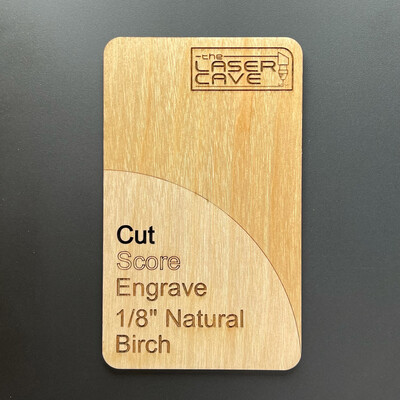 the
LASER
CAVE
Cut
Score
Engrave
1/8" Natural
Birch